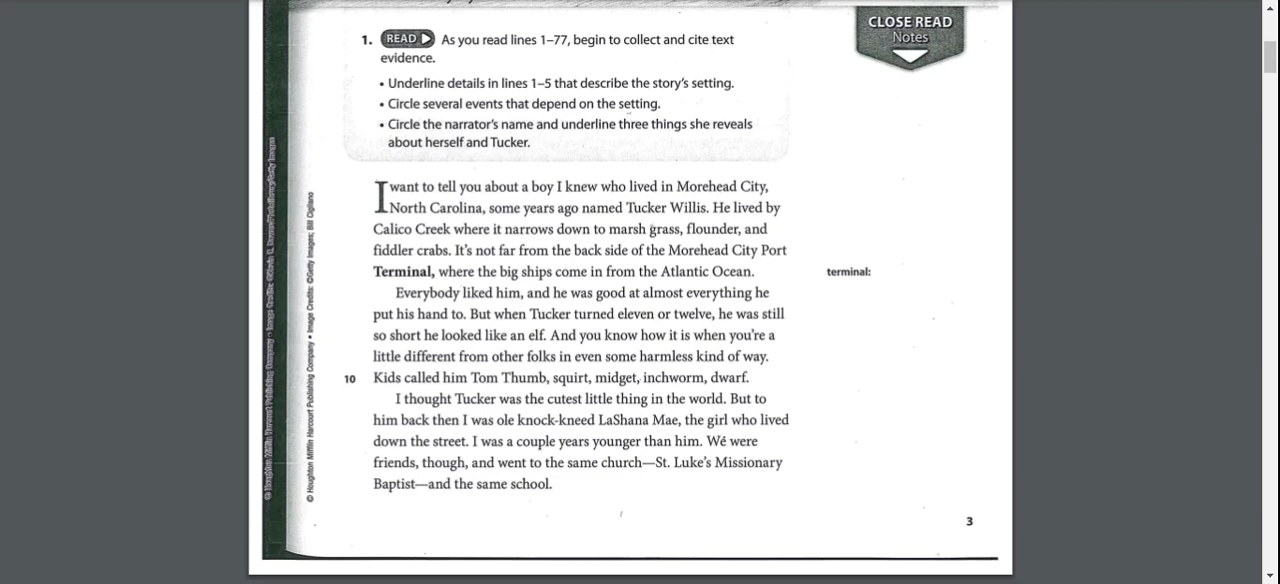 CLOSE READ
Notes
1. READ As you read lines 1–77, begin to collect and cite text
evidence.
• Underline details in lines 1–5 that describe the story's setting.
• Circle several events that depend on the setting.
• Circle the narrator's name and underline three things she reveals
about herself and Tucker.
I want to tell you about a boy I knew who lived in Morehead City,
North Carolina, some years ago named Tucker Willis. He lived by
Calico Creek where it narrows down to marsh grass, flounder, and
fiddler crabs. It's not far from the back side of the Morehead City Port
Terminal, where the big ships come in from the Atlantic Ocean.
terminal:
Everybody liked him, and he was good at almost everything he
put his hand to. But when Tucker turned eleven or twelve, he was still
so short he looked like an elf. And you know how it is when you're a
little different from other folks in even some harmless kind of way.
10 Kids called him Tom Thumb, squirt, midget, inchworm, dwarf.
I thought Tucker was the cutest little thing in the world. But to
him back then I was ole knock-kneed LaShana Mae, the girl who lived
down the street. I was a couple years younger than him. We were
friends, though, and went to the same church—St. Luke's Missionary
Baptist—and the same school.
3
© Houghton Mifflin Harcourt Publishing Company • Image Credits: ©Getty Images; Bill Cigliano